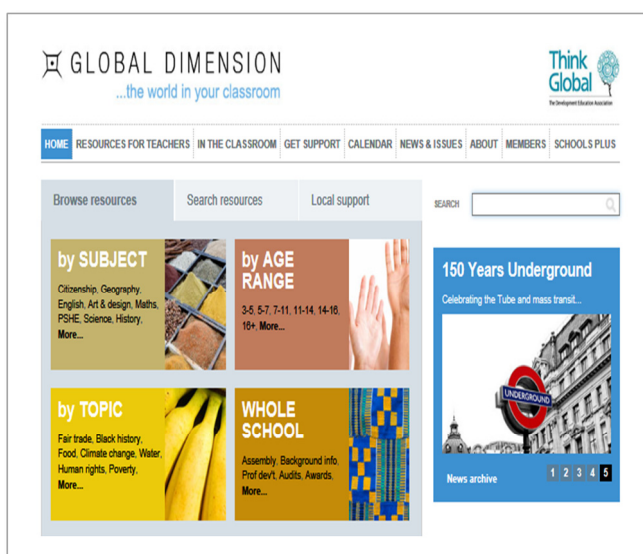 GLOBAL DIMENSION
...the world in your classroom
Think
Global
The Development Education Association
HOME RESOURCES FOR TEACHERS IN THE CLASSROOM GET SUPPORT CALENDAR NEWS & ISSUES ABOUT MEMBERS SCHOOLS PLUS
Browse resources Search resources Local support
SEARCH
by SUBJECT
Citizenship, Geography,
English, Art & design, Maths,
PSHE, Science, History,
More...
by AGE
RANGE
3-5, 5-7, 7-11, 11-14, 14-16,
16+, More...
by TOPIC
Fair trade, Black history,
Food, Climate change, Water,
Human rights, Poverty,
More...
WHOLE
SCHOOL
Assembly, Background info,
Prof dev't, Audits, Awards,
More...
150 Years Underground
Celebrating the Tube and mass transit...
UNDERGROUND
News archive 1 2 3 4 5